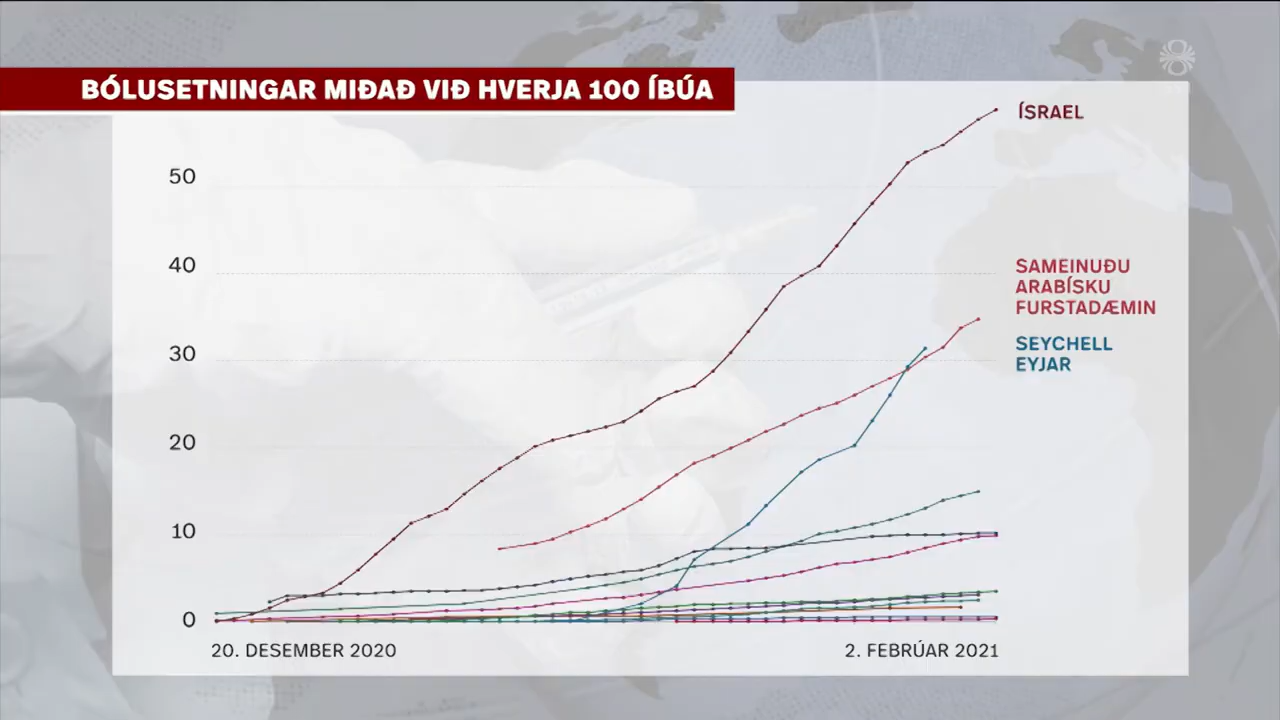 BÓLUSETNINGAR MIÐAÐ VIÐ HVERJA 100 ÍBÚA
ÍSRAEL
50
40
SAMEINUÐU
ARABÍSKU
FURSTADÆMIN
SEYCHELL
EYJAR
30
20
10
0
20. DESEMBER 2020
2. FEBRÚAR 2021